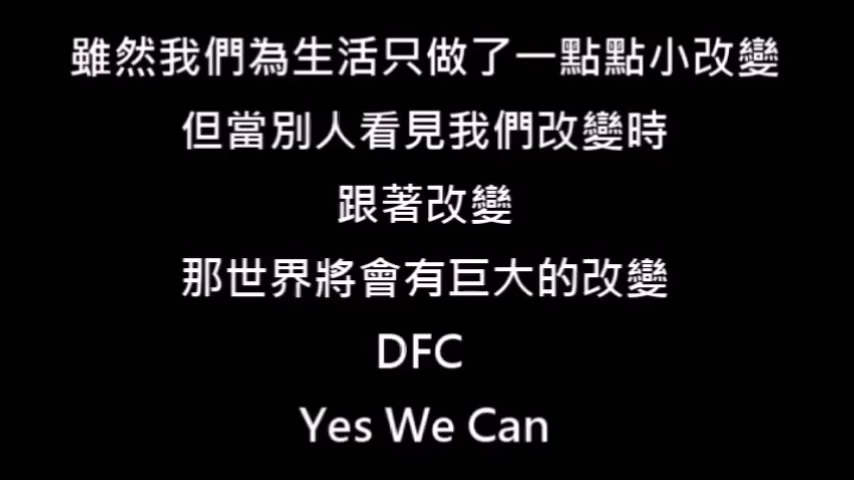 雖然我們為生活只做了一點點小改變
但當別人看見我們改變時
跟著改變
那世界將會有巨大的改變
DFC
Yes We Can